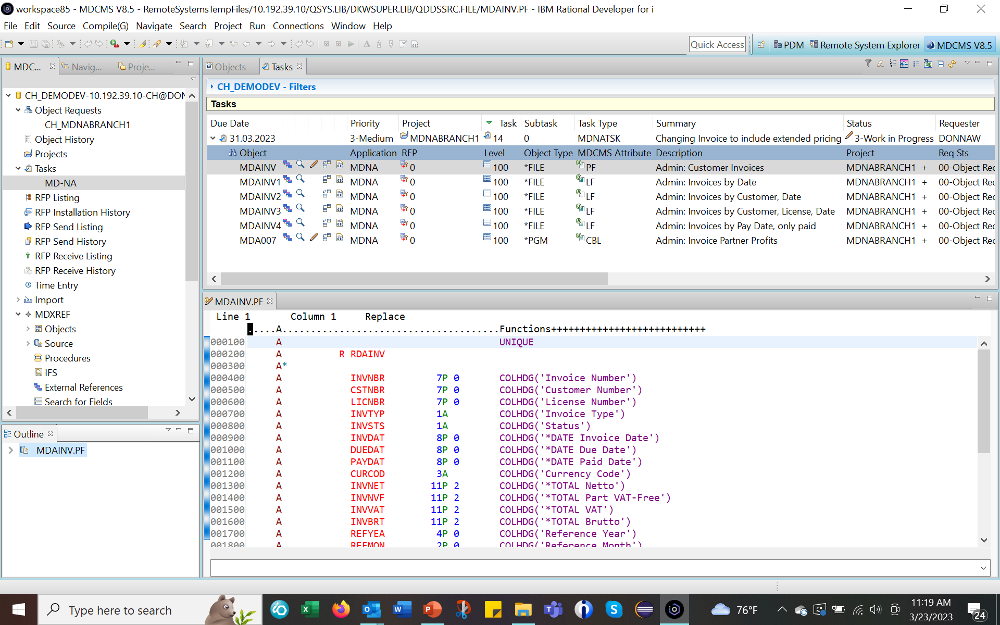 workspace85 - MDCMS V8.5 - RemoteSystemsTempFiles/10.192.39.10/QSYS.LIB/DKWSUPER.LIB/QDDSSRC.FILE/MDAINV.PF - IBM Rational Developer for i
File Edit Source Compile(G) Navigate Search Project Run Connections Window Help
Quick Access PDM Remote System Explorer MDCMS V8.5
MDC... Navig... Proje...
CH_DEMODEV-10.192.39.10-CH@DON
Object Requests
CH_MDNABRANCH1
Object History
Projects
Tasks
MD-NA
RFP Listing
RFP Installation History
RFP Send Listing
RFP Send History
RFP Receive Listing
RFP Receive History
Time Entry
Import
MDXREF
Objects
Source
Procedures
IFS
External References
Search for Fields
Outline
MDAINV.PF
Objects Tasks
CH_DEMODEV - Filters
Tasks
Due Date Priority Project Task Subtask Task Type Summary Status Requester
31.03.2023 3-Medium MDNABRANCH1 14 0 MDNATSK Changing Invoice to include extended pricing 3-Work in Progress DONNAW
Object Application RFP Level Object Type MDCMS Attribute Description Project Req Sts
MDAINV MDNA 0 100 *FILE PF Admin: Customer Invoices MDNABRANCH1 + 00-Object Rec
MDAINV1 MDNA 0 100 *FILE LF Admin: Invoices by Date MDNABRANCH1 + 00-Object Rec
MDAINV2 MDNA 0 100 *FILE LF Admin: Invoices by Customer, Date MDNABRANCH1 + 00-Object Rec
MDAINV3 MDNA 0 100 *FILE LF Admin: Invoices by Customer, License, Date MDNABRANCH1 + 00-Object Rec
MDAINV4 MDNA 0 100 *FILE LF Admin: Invoices by Pay Date, only paid MDNABRANCH1 + 00-Object Rec
MDA007 MDNA 0 100 *PGM CBL Admin: Invoice Partner Profits MDNABRANCH1 + 00-Object Rec
MDAINV.PF
Line 1 Column 1 Replace
.....A......................................Functions+++++++++++++++++++++++++++
000100 A UNIQUE
000200 A R RDAINV
000300 A*
000400 A INVNBR 7P 0 COLHDG('Invoice Number')
000500 A CSTNBR 7P 0 COLHDG('Customer Number')
000600 A LICNBR 7P 0 COLHDG('License Number')
000700 A INVTYP 1A COLHDG('Invoice Type')
000800 A INVSTS 1A COLHDG('Status')
000900 A INVDAT 8P 0 COLHDG('*DATE Invoice Date')
001000 A DUEDAT 8P 0 COLHDG('*DATE Due Date')
001100 A PAYDAT 8P 0 COLHDG('*DATE Paid Date')
001200 A CURCOD 3A COLHDG('Currency Code')
001300 A INVNET 11P 2 COLHDG('*TOTAL Netto')
001400 A INVNVF 11P 2 COLHDG('*TOTAL Part VAT-Free')
001500 A INVVAT 11P 2 COLHDG('*TOTAL VAT')
001600 A INVBRT 11P 2 COLHDG('*TOTAL Brutto')
001700 A REFYEA 4P 0 COLHDG('Reference Year')
001800 A REFMON 2P 0 COLHDG('Reference Month')
Type here to search
76°F
11:19 AM
3/23/2023
24